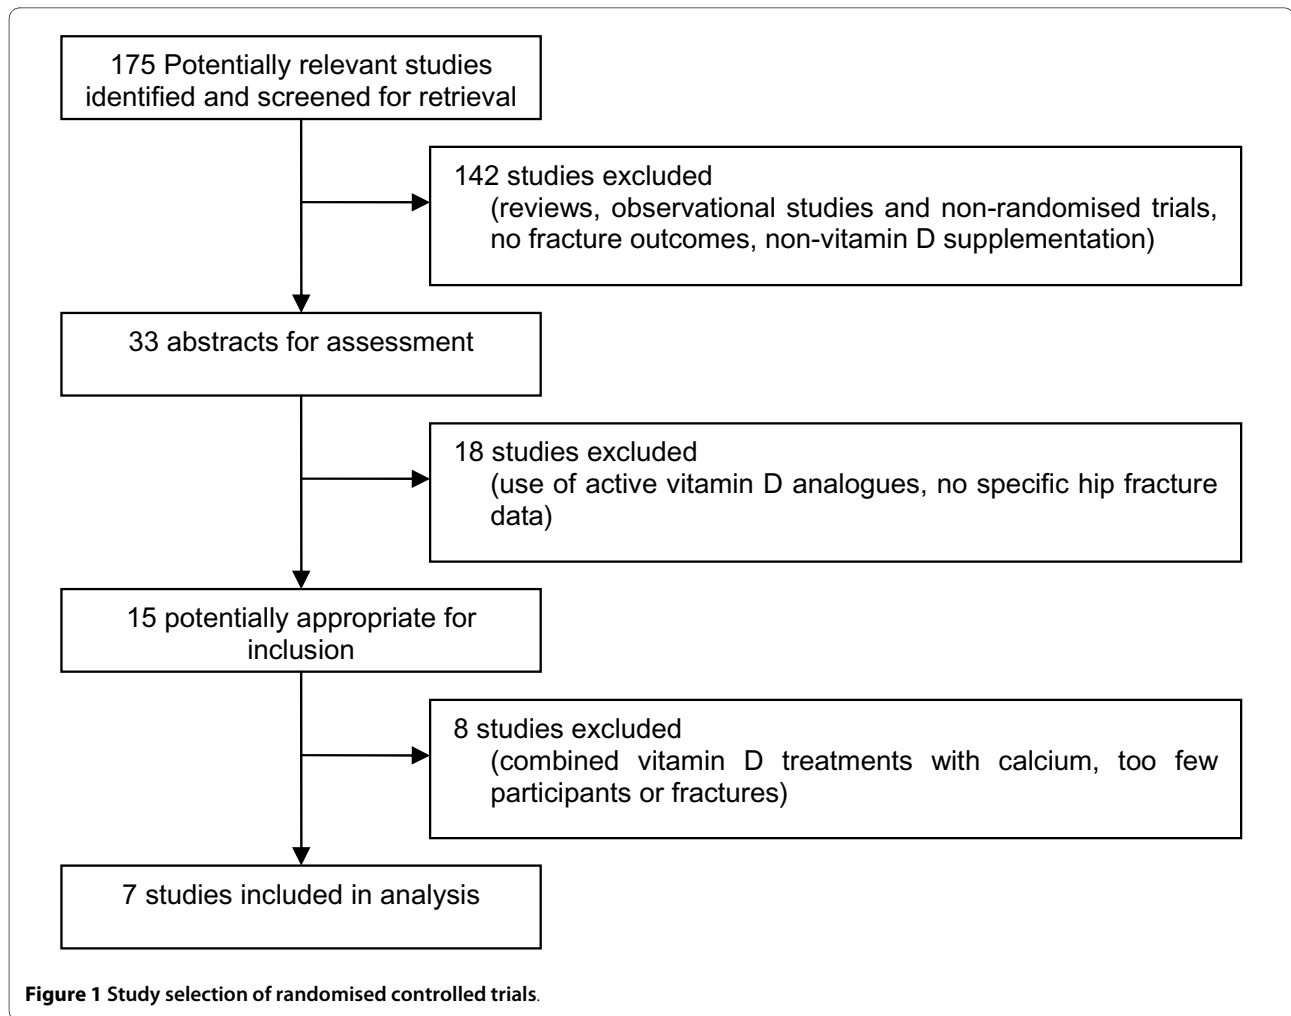 175 Potentially relevant studies
identified and screened for retrieval
142 studies excluded
(reviews, observational studies and non-randomised trials,
no fracture outcomes, non-vitamin D supplementation)
33 abstracts for assessment
18 studies excluded
(use of active vitamin D analogues, no specific hip fracture
data)
15 potentially appropriate for
inclusion
8 studies excluded
(combined vitamin D treatments with calcium, too few
participants or fractures)
7 studies included in analysis
Figure 1 Study selection of randomised controlled trials.